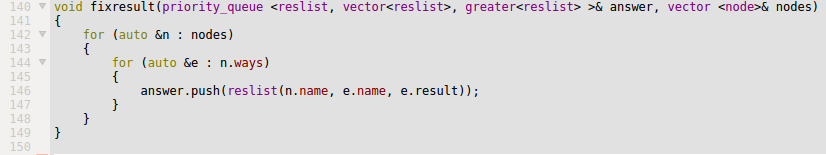 140 void fixresult(priority_queue <reslist, vector<reslist>, greater<reslist> >& answer, vector <node>& nodes)
141 {
142     for (auto &n : nodes)
143     {
144         for (auto &e : n.ways)
145         {
146             answer.push(reslist(n.name, e.name, e.result));
147         }
148     }
149 }
150